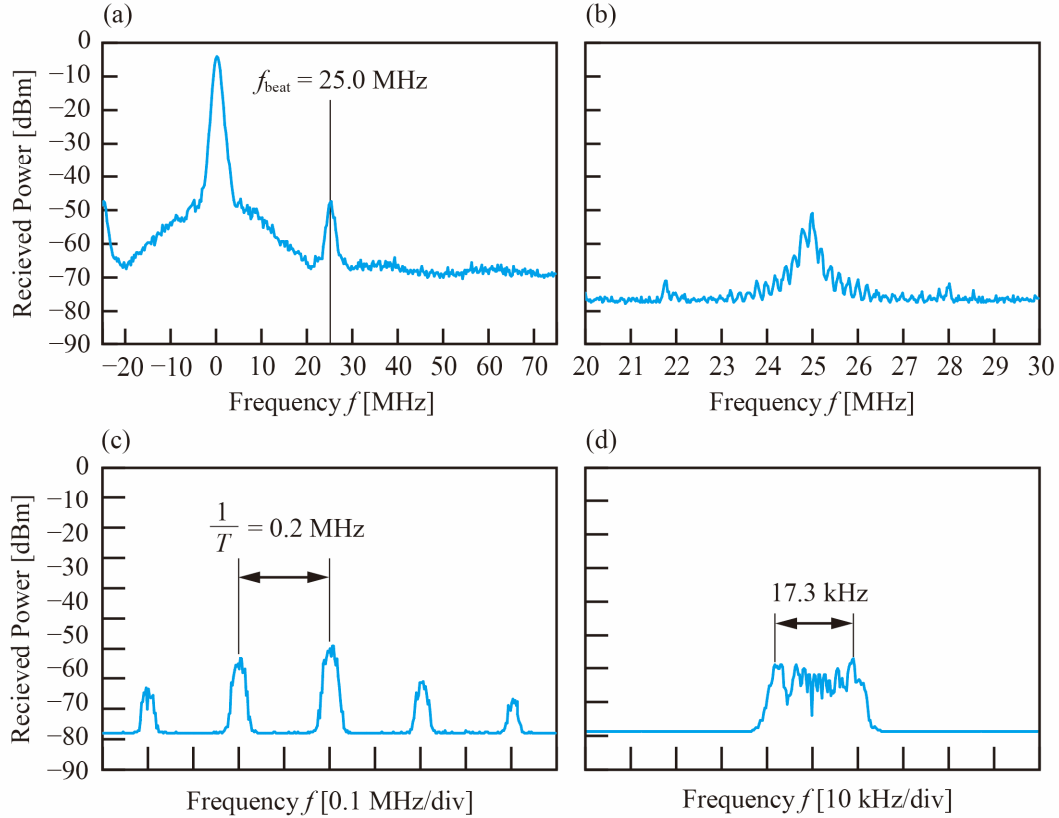 (a)
(b)
0
−10
−20
−30
−40
−50
−60
−70
−80
−90
Recieved Power [dBm]
fbeat = 25.0 MHz
−20 −10 0 10 20 30 40 50 60 70
Frequency f [MHz]
20 21 22 23 24 25 26 27 28 29 30
Frequency f [MHz]
(c)
(d)
0
−10
−20
−30
−40
−50
−60
−70
−80
−90
Recieved Power [dBm]
1
T
= 0.2 MHz
17.3 kHz
Frequency f [0.1 MHz/div]
Frequency f [10 kHz/div]